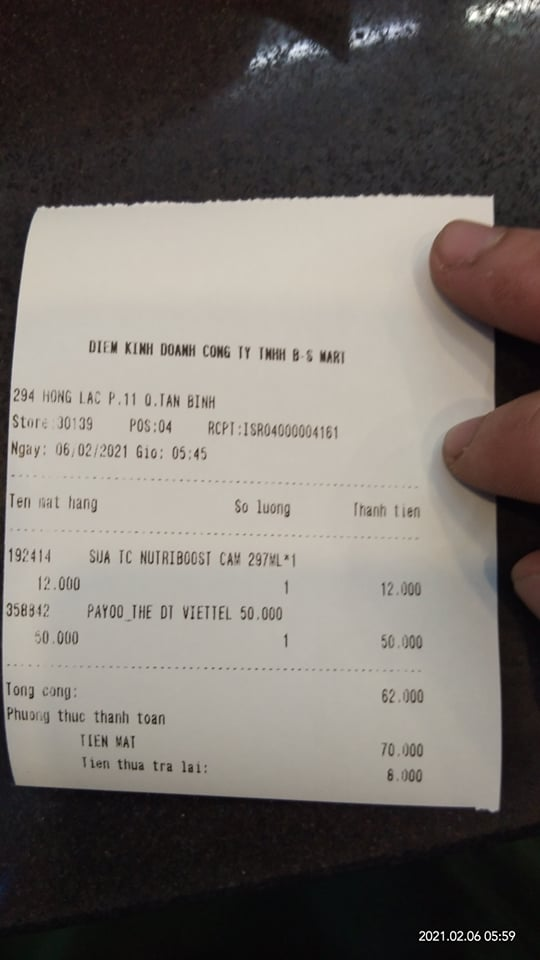 DIEM KINH DOANH CONG TY TNHH B-S MART
294 HONG LAC P.11 Q.TAN BINH
Store:30139 POS:04 RCPT:ISR04000004161
Ngay: 06/02/2021 Gio: 05:45
Ten mat hang So luong Thanh tien
192414 SUA TC NUTRIBOOST CAM 297ML*1
12.000 1 12.000
358842 PAYOO_THE DT VIETTEL 50.000
50.000 1 50.000
Tong cong: 62.000
Phuong thuc thanh toan
TIEN MAT 70.000
Tien thua tra lai: 8.000
2021.02.06 05:59